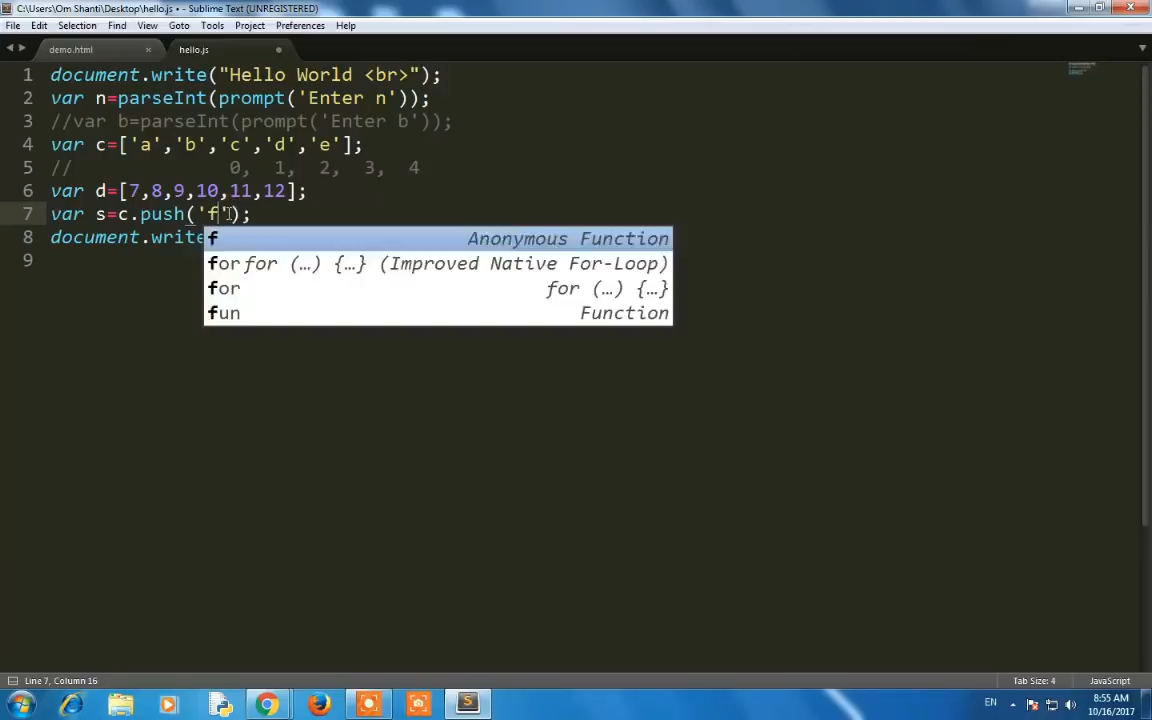 C:\Users\Om Shanti\Desktop\hello.js • - Sublime Text (UNREGISTERED)
File Edit Selection Find View Goto Tools Project Preferences Help
demo.html hello.js
1 document.write("Hello World <br>");
2 var n=parseInt(prompt('Enter n'));
3 //var b=parseInt(prompt('Enter b'));
4 var c=['a','b','c','d','e'];
5 // 0, 1, 2, 3, 4
6 var d=[7,8,9,10,11,12];
7 var s=c.push('f');
8 document.write
f Anonymous Function
9
for for (…) {…} (Improved Native For-Loop)
for for (…) {…}
fun Function
Line 7, Column 16 Tab Size: 4 JavaScript
EN 8:55 AM
10/16/2017